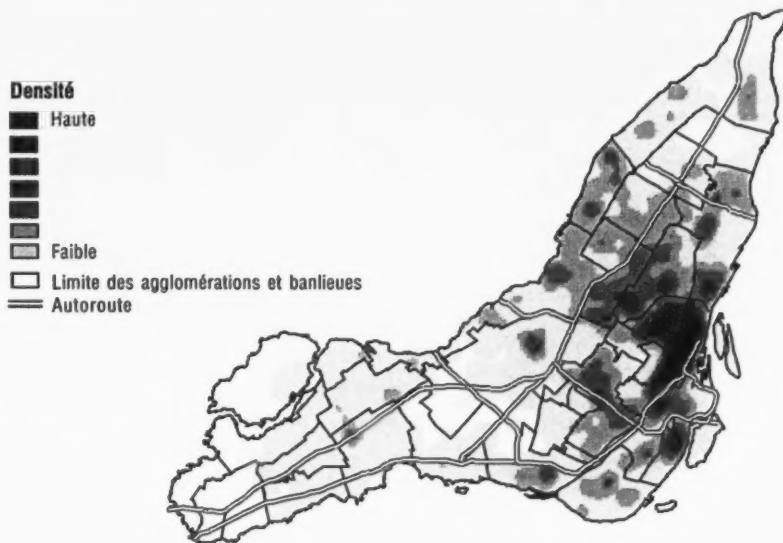 Densité
Haute
Faible
Limite des agglomérations et banlieues
Autoroute